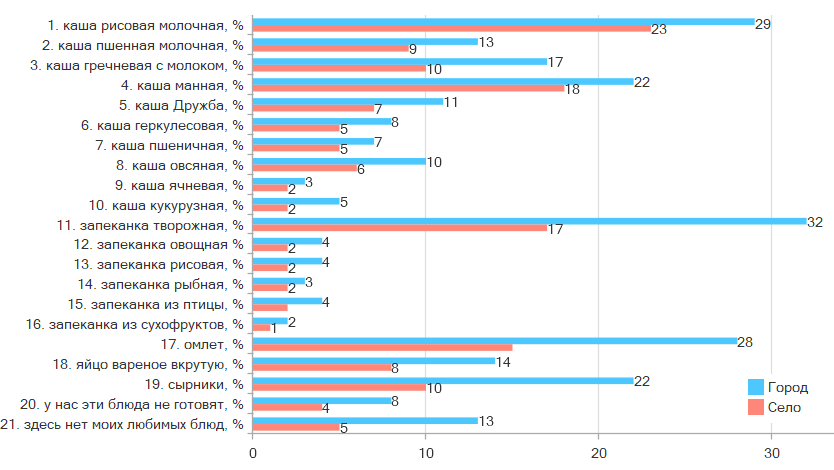 1. каша рисовая молочная, % 29 23
2. каша пшенная молочная, % 13 9
3. каша гречневая с молоком, % 17 10
4. каша манная, % 22 18
5. каша Дружба, % 11 7
6. каша геркулесовая, % 8 5
7. каша пшеничная, % 7 5
8. каша овсяная, % 10 6
9. каша ячневая, % 3 2
10. каша кукурузная, % 5 2
11. запеканка творожная, % 32 17
12. запеканка овощная % 4 2
13. запеканка рисовая, % 4 2
14. запеканка рыбная, % 3 2
15. запеканка из птицы, % 4
16. запеканка из сухофруктов, % 2 1
17. омлет, % 28
18. яйцо вареное вкрутую, % 14 8
19. сырники, % 22 10
20. у нас эти блюда не готовят, % 8 4
21. здесь нет моих любимых блюд, % 13 5
Город
Село
0 10 20 30